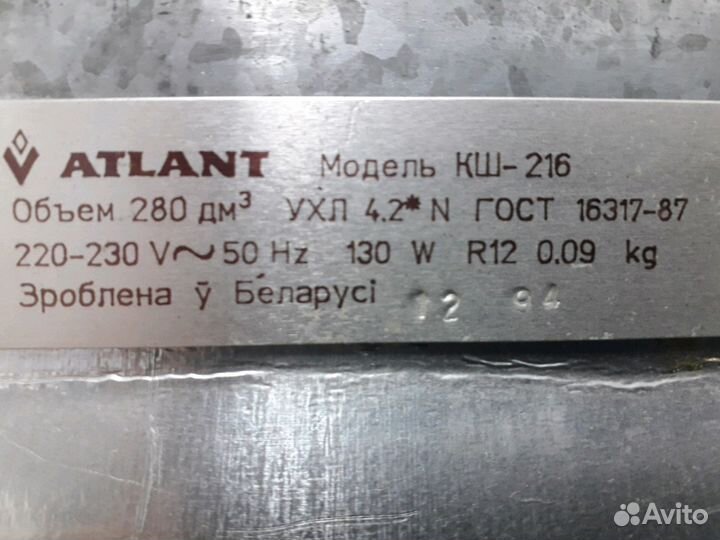 ATLANT Модель КШ-216
Объем 280 дм³ УХЛ 4.2* N ГОСТ 16317-87
220-230 V~50 Hz 130 W R12 0.09 kg
Зроблена ў Беларусі 12 94
Avito